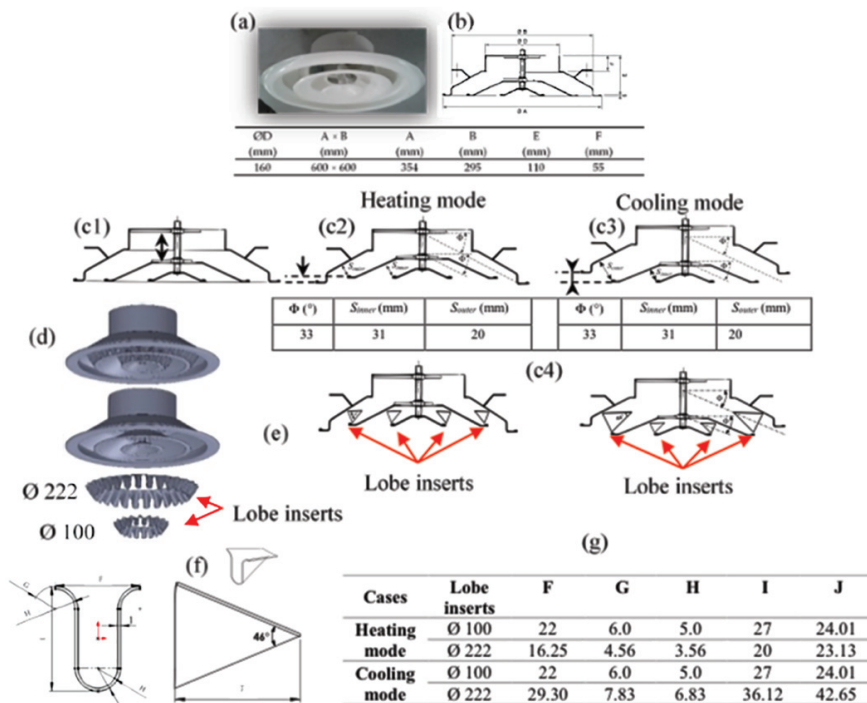 (a)
(b)
Ø B
Ø D
F
E
Ø A
ØD A × B A B E F
(mm) (mm) (mm) (mm) (mm) (mm)
160 600 × 600 354 295 110 55
Heating mode Cooling mode
(c1) (c2) (c3)
Souter Sinner Φ Φ
Souter Sinner Φ Φ
Φ (°) Sinner (mm) Souter (mm) Φ (°) Sinner (mm) Souter (mm)
33 31 20 33 31 20
(d)
(c4)
Φ Φ
(e)
Lobe inserts Lobe inserts
Ø 222
Lobe inserts
Ø 100
(g)
(f)
G F
H
I
H
46°
Cases Lobe inserts F G H I J
Heating mode Ø 100 22 6.0 5.0 27 24.01
Ø 222 16.25 4.56 3.56 20 23.13
Cooling mode Ø 100 22 6.0 5.0 27 24.01
Ø 222 29.30 7.83 6.83 36.12 42.65